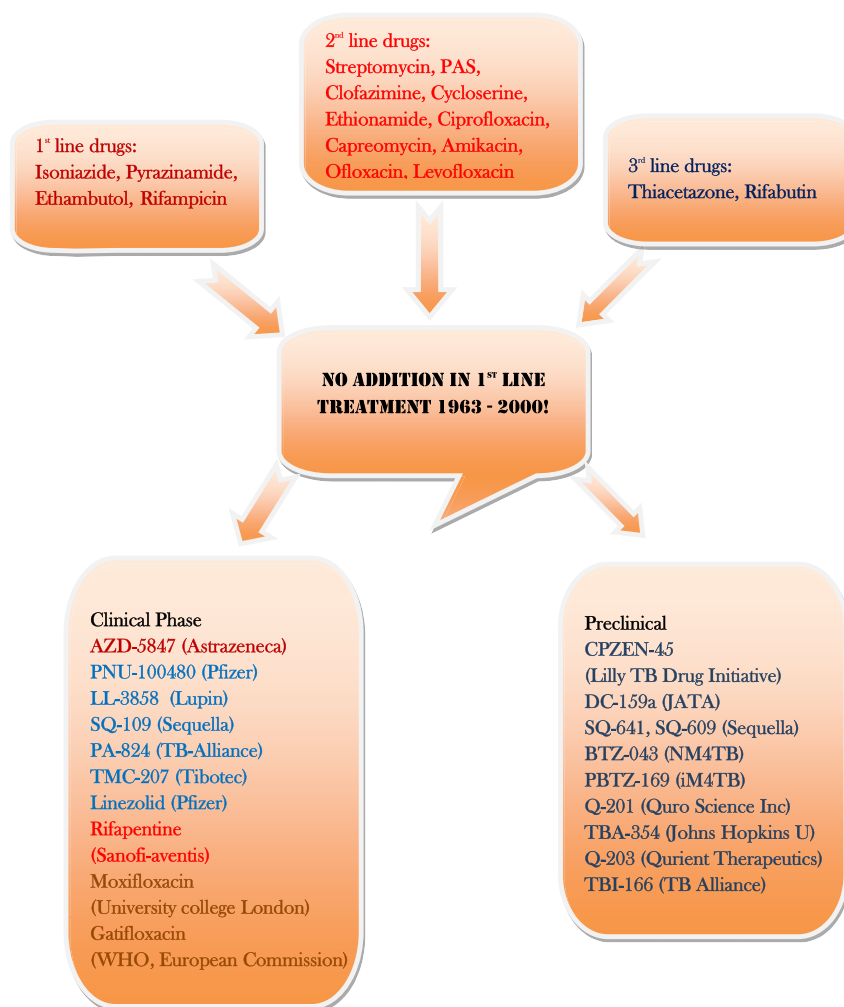 1st line drugs:
Isoniazide, Pyrazinamide,
Ethambutol, Rifampicin
2nd line drugs:
Streptomycin, PAS,
Clofazimine, Cycloserine,
Ethionamide, Ciprofloxacin,
Capreomycin, Amikacin,
Ofloxacin, Levofloxacin
3rd line drugs:
Thiacetazone, Rifabutin
NO ADDITION IN 1ST LINE
TREATMENT 1963 - 2000!
Clinical Phase
AZD-5847 (Astrazeneca)
PNU-100480 (Pfizer)
LL-3858 (Lupin)
SQ-109 (Sequella)
PA-824 (TB-Alliance)
TMC-207 (Tibotec)
Linezolid (Pfizer)
Rifapentine
(Sanofi-aventis)
Moxifloxacin
(University college London)
Gatifloxacin
(WHO, European Commission)
Preclinical
CPZEN-45
(Lilly TB Drug Initiative)
DC-159a (JATA)
SQ-641, SQ-609 (Sequella)
BTZ-043 (NM4TB)
PBTZ-169 (iM4TB)
Q-201 (Quro Science Inc)
TBA-354 (Johns Hopkins U)
Q-203 (Qurient Therapeutics)
TBI-166 (TB Alliance)